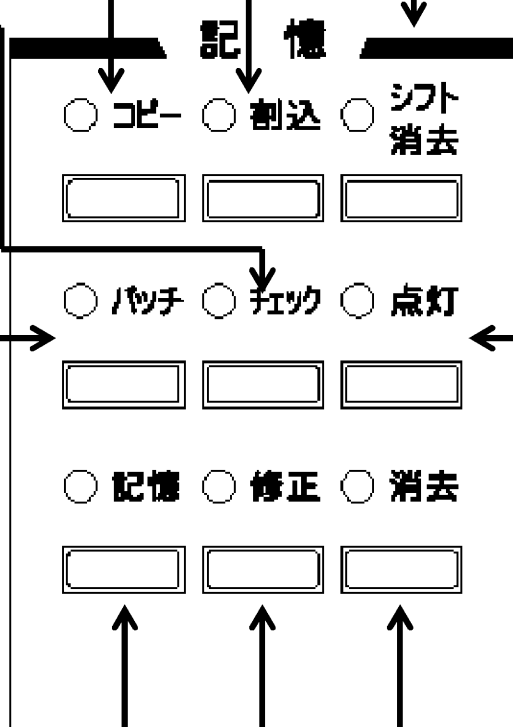 記憶
コピー 割込 シフト
消去
パッチ チェック 点灯
記憶 修正 消去